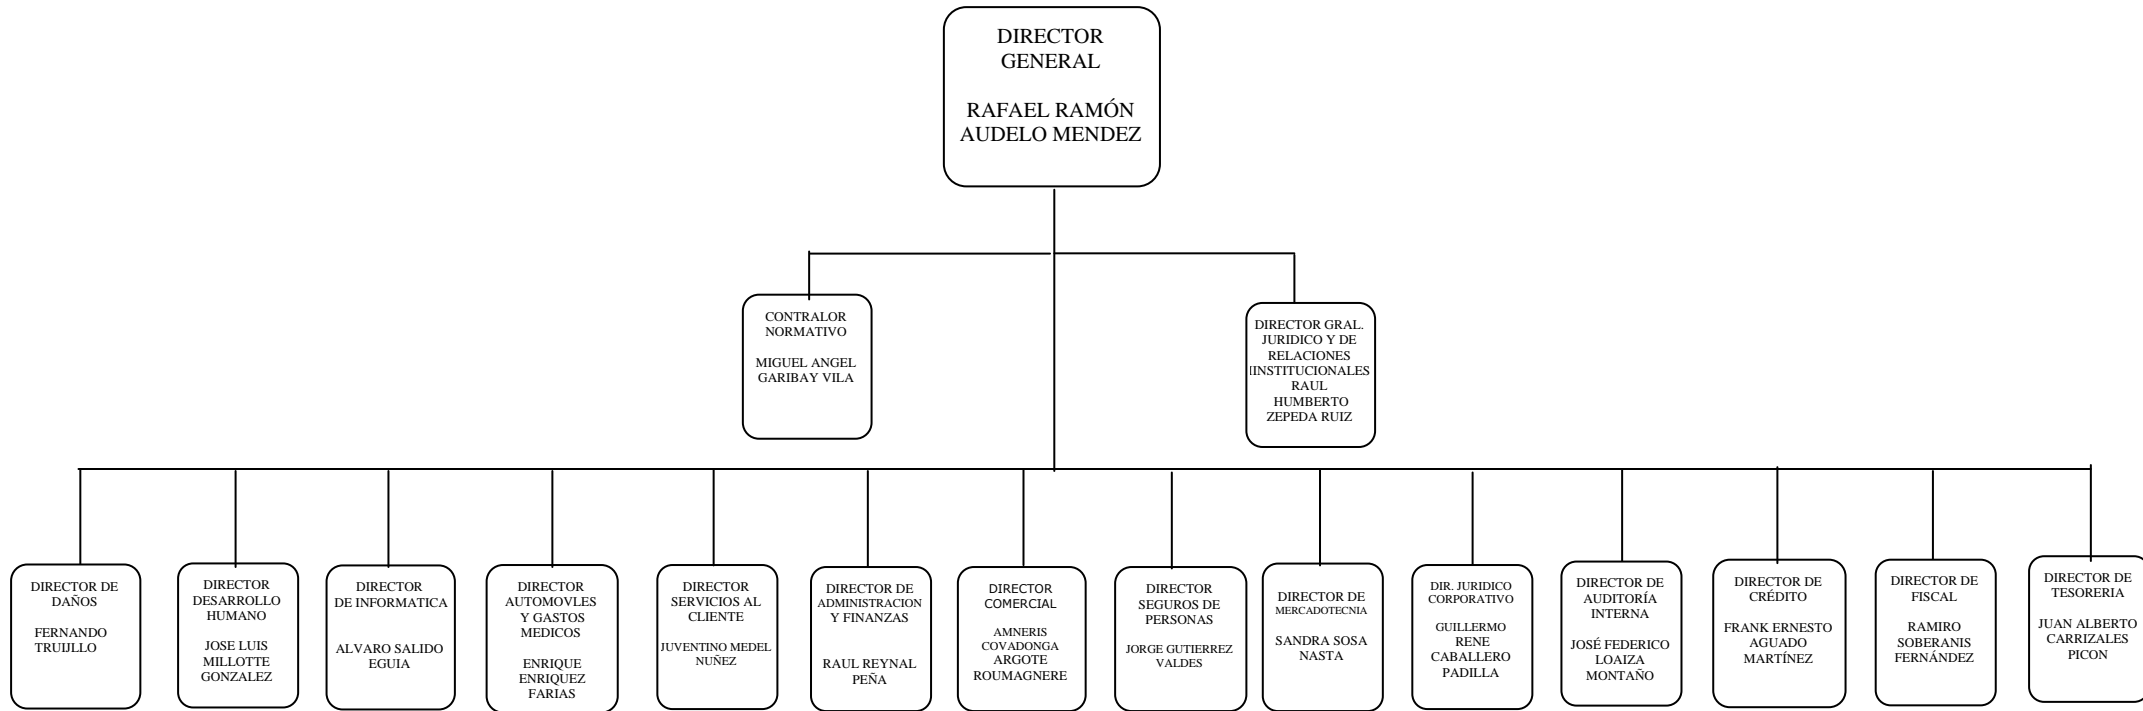 DIRECTOR
GENERAL
RAFAEL RAMÓN
AUDELO MENDEZ
CONTRALOR
NORMATIVO
MIGUEL ANGEL
GARIBAY VILA
DIRECTOR GRAL.
JURIDICO Y DE
RELACIONES
IINSTITUCIONALES
RAUL
HUMBERTO
ZEPEDA RUIZ
DIRECTOR DE
DAÑOS
FERNANDO
TRUIJLLO
DIRECTOR
DESARROLLO
HUMANO
JOSE LUIS
MILLOTTE
GONZALEZ
DIRECTOR
DE INFORMATICA
ALVARO SALIDO
EGUIA
DIRECTOR
AUTOMOVLES
Y GASTOS
MEDICOS
ENRIQUE
ENRIQUEZ
FARIAS
DIRECTOR
SERVICIOS AL
CLIENTE
JUVENTINO MEDEL
NUÑEZ
DIRECTOR DE
ADMINISTRACION
Y FINANZAS
RAUL REYNAL
PEÑA
DIRECTOR
COMERCIAL
AMNERIS
COVADONGA
ARGOTE
ROUMAGNERE
DIRECTOR
SEGUROS DE
PERSONAS
JORGE GUTIERREZ
VALDES
DIRECTOR DE
MERCADOTECNIA
SANDRA SOSA
NASTA
DIR. JURIDICO
CORPORATIVO
GUILLERMO
RENE
CABALLERO
PADILLA
DIRECTOR DE
AUDITORÍA
INTERNA
JOSÉ FEDERICO
LOAIZA
MONTAÑO
DIRECTOR DE
CRÉDITO
FRANK ERNESTO
AGUADO
MARTÍNEZ
DIRECTOR DE
FISCAL
RAMIRO
SOBERANIS
FERNÁNDEZ
DIRECTOR DE
TESORERIA
JUAN ALBERTO
CARRIZALES
PICON